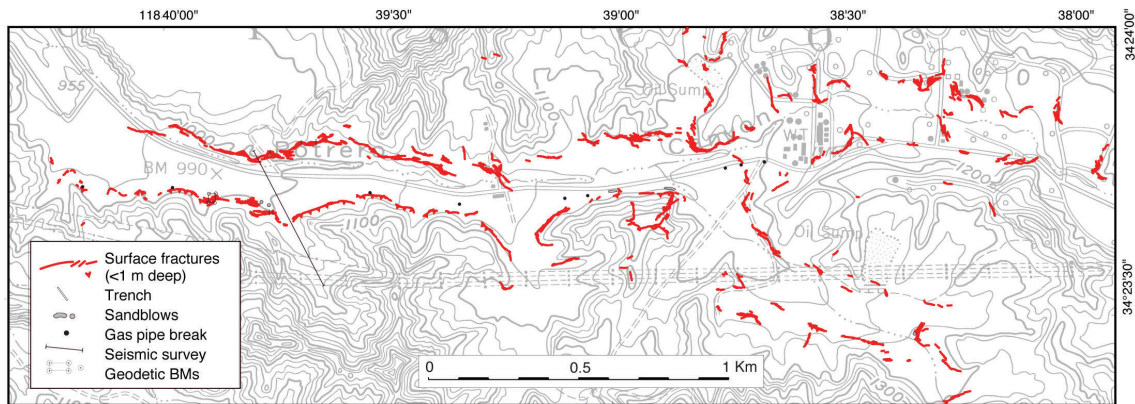 11840'00" 39'30" 39'00" 38'30" 38'00"
34 24'00"
955
Oil Sump
Potrero Canyon
WT
BM 990
1200
1100
Oil Sump
34°23'30"
Surface fractures
(<1 m deep)
Trench
Sandblows
Gas pipe break
Seismic survey
Geodetic BMs
0 0.5 1 Km
1300